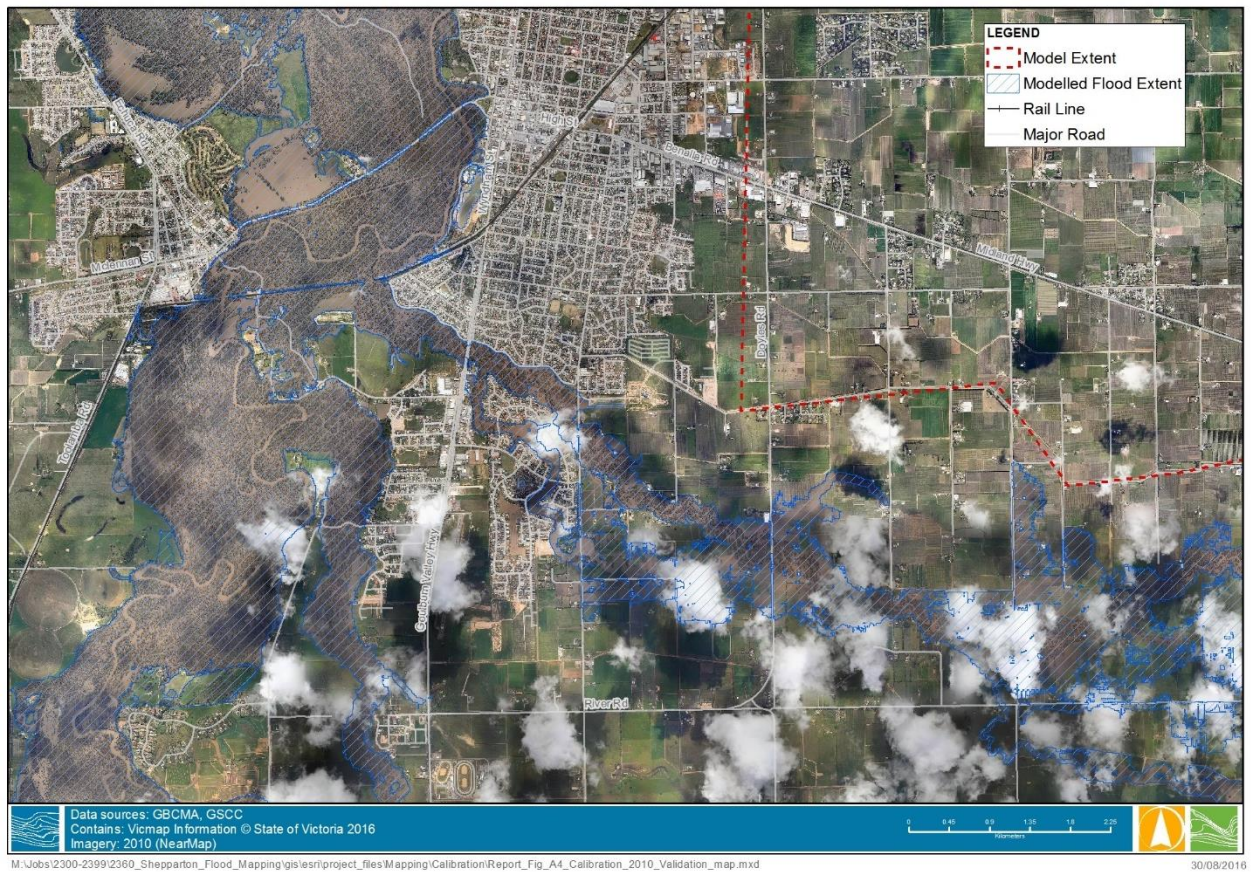 LEGEND
Model Extent
Modelled Flood Extent
Rail Line
Major Road
High St
Benalla Rd
Wyndham St
Mclennan St
Midland Hwy
Doyles Rd
Toolamba Rd
Goulburn Valley Hwy
River Rd
Data sources: GBCMA, GSCC
Contains: Vicmap Information © State of Victoria 2016
Imagery: 2010 (NearMap)
0 0.45 0.9 1.35 1.8 2.25
Kilometers
M:\Jobs\2300-2399\2360_Shepparton_Flood_Mapping\gis\esri\project_files\Mapping\Calibration\Report_Fig_A4_Calibration_2010_Validation_map.mxd
30/08/2016